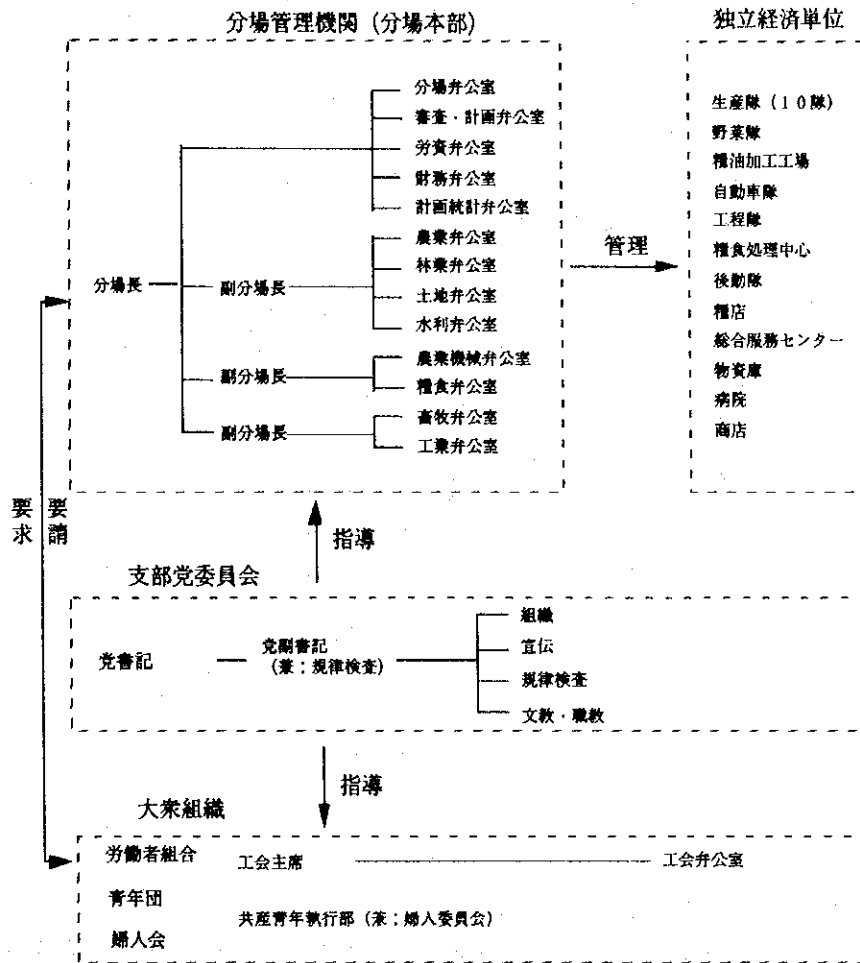 分場管理機関（分場本部）
独立経済単位
分場弁公室
審査・計画弁公室
労資弁公室
財務弁公室
計画統計弁公室
農業弁公室
林業弁公室
分場長
副分場長
土地弁公室
水利弁公室
農業機械弁公室
副分場長
糧食弁公室
畜牧弁公室
副分場長
工業弁公室
管理
生産隊（１０隊）
野菜隊
糧油加工工場
自動車隊
工程隊
糧食処理中心
後勤隊
糧店
総合服務センター
物資庫
病院
商店
要求
要請
指導
支部党委員会
党書記
党副書記
（兼：規律検査）
組織
宣伝
規律検査
文教・職教
指導
大衆組織
労働者組合
工会主席
工会弁公室
青年団
共産青年執行部（兼：婦人委員会）
婦人会